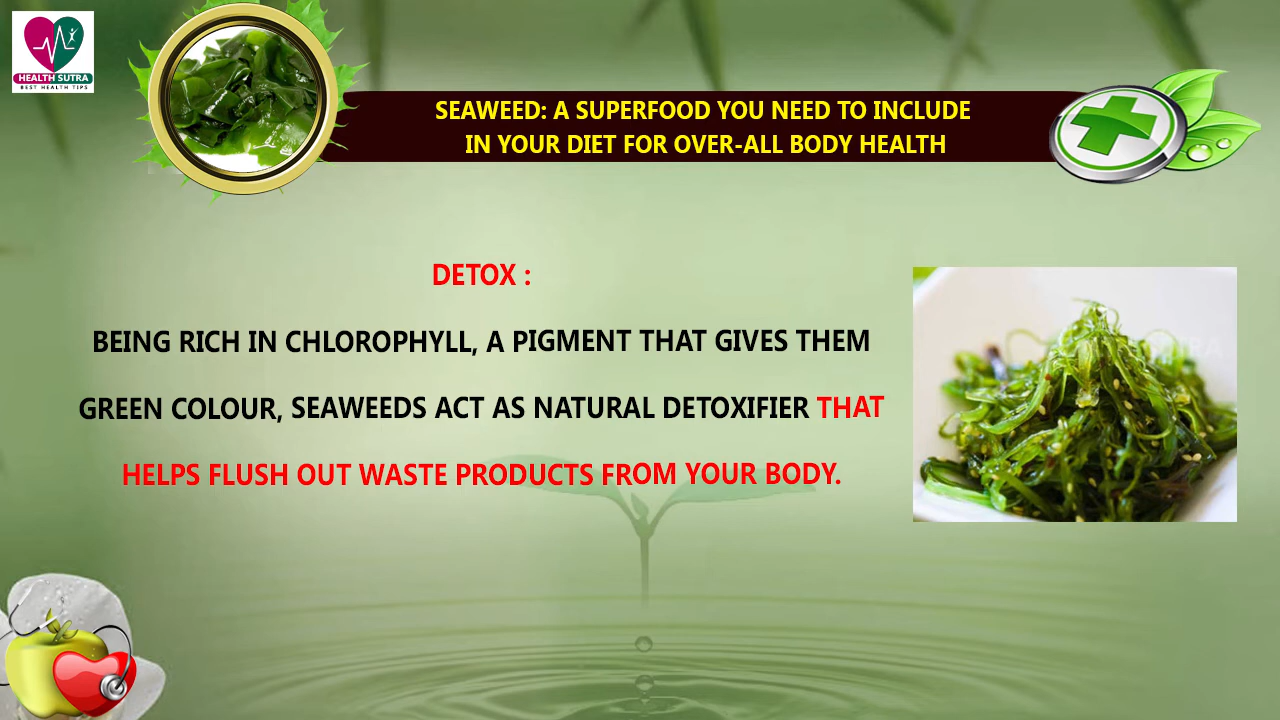 HEALTH SUTRA
BEST HEALTH TIPS
SEAWEED: A SUPERFOOD YOU NEED TO INCLUDE
IN YOUR DIET FOR OVER-ALL BODY HEALTH
DETOX :
BEING RICH IN CHLOROPHYLL, A PIGMENT THAT GIVES THEM
GREEN COLOUR, SEAWEEDS ACT AS NATURAL DETOXIFIER THAT
HELPS FLUSH OUT WASTE PRODUCTS FROM YOUR BODY.